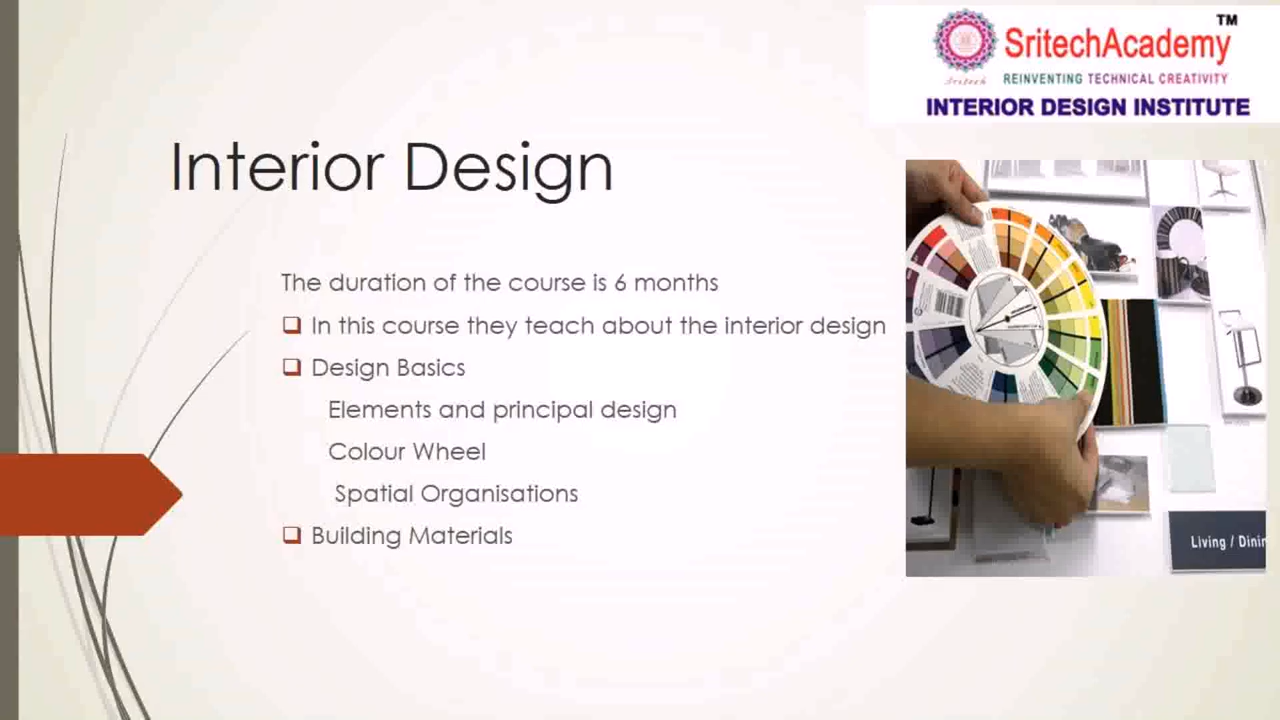 TM
SritechAcademy
Sritech
REINVENTING TECHNICAL CREATIVITY
INTERIOR DESIGN INSTITUTE
Interior Design
The duration of the course is 6 months
In this course they teach about the interior design
Design Basics
Elements and principal design
Colour Wheel
Spatial Organisations
Building Materials
Living / Dinin